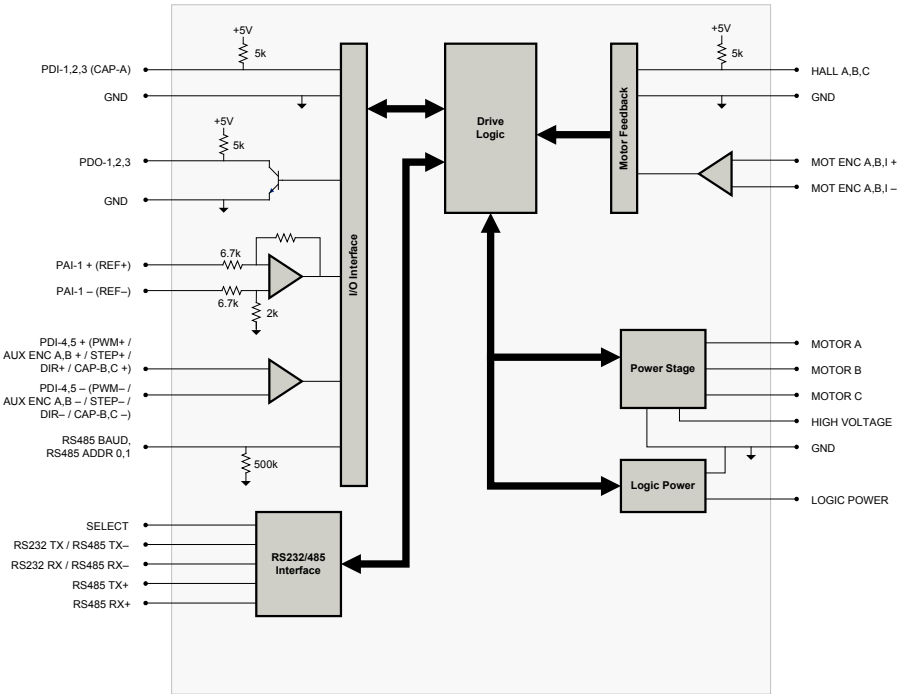 +5V
5k
PDI-1,2,3 (CAP-A)
GND
+5V
5k
PDO-1,2,3
GND
6.7k
PAI-1 + (REF+)
PAI-1 – (REF–)
6.7k
2k
PDI-4,5 + (PWM+ /
AUX ENC A,B + / STEP+ /
DIR+ / CAP-B,C +)
PDI-4,5 – (PWM– /
AUX ENC A,B – / STEP– /
DIR– / CAP-B,C –)
RS485 BAUD,
RS485 ADDR 0,1
500k
SELECT
RS232 TX / RS485 TX–
RS232 RX / RS485 RX–
RS485 TX+
RS485 RX+
RS232/485
Interface
I/O Interface
Drive
Logic
Motor Feedback
+5V
5k
HALL A,B,C
GND
MOT ENC A,B,I +
MOT ENC A,B,I –
Power Stage
MOTOR A
MOTOR B
MOTOR C
HIGH VOLTAGE
GND
Logic Power
LOGIC POWER